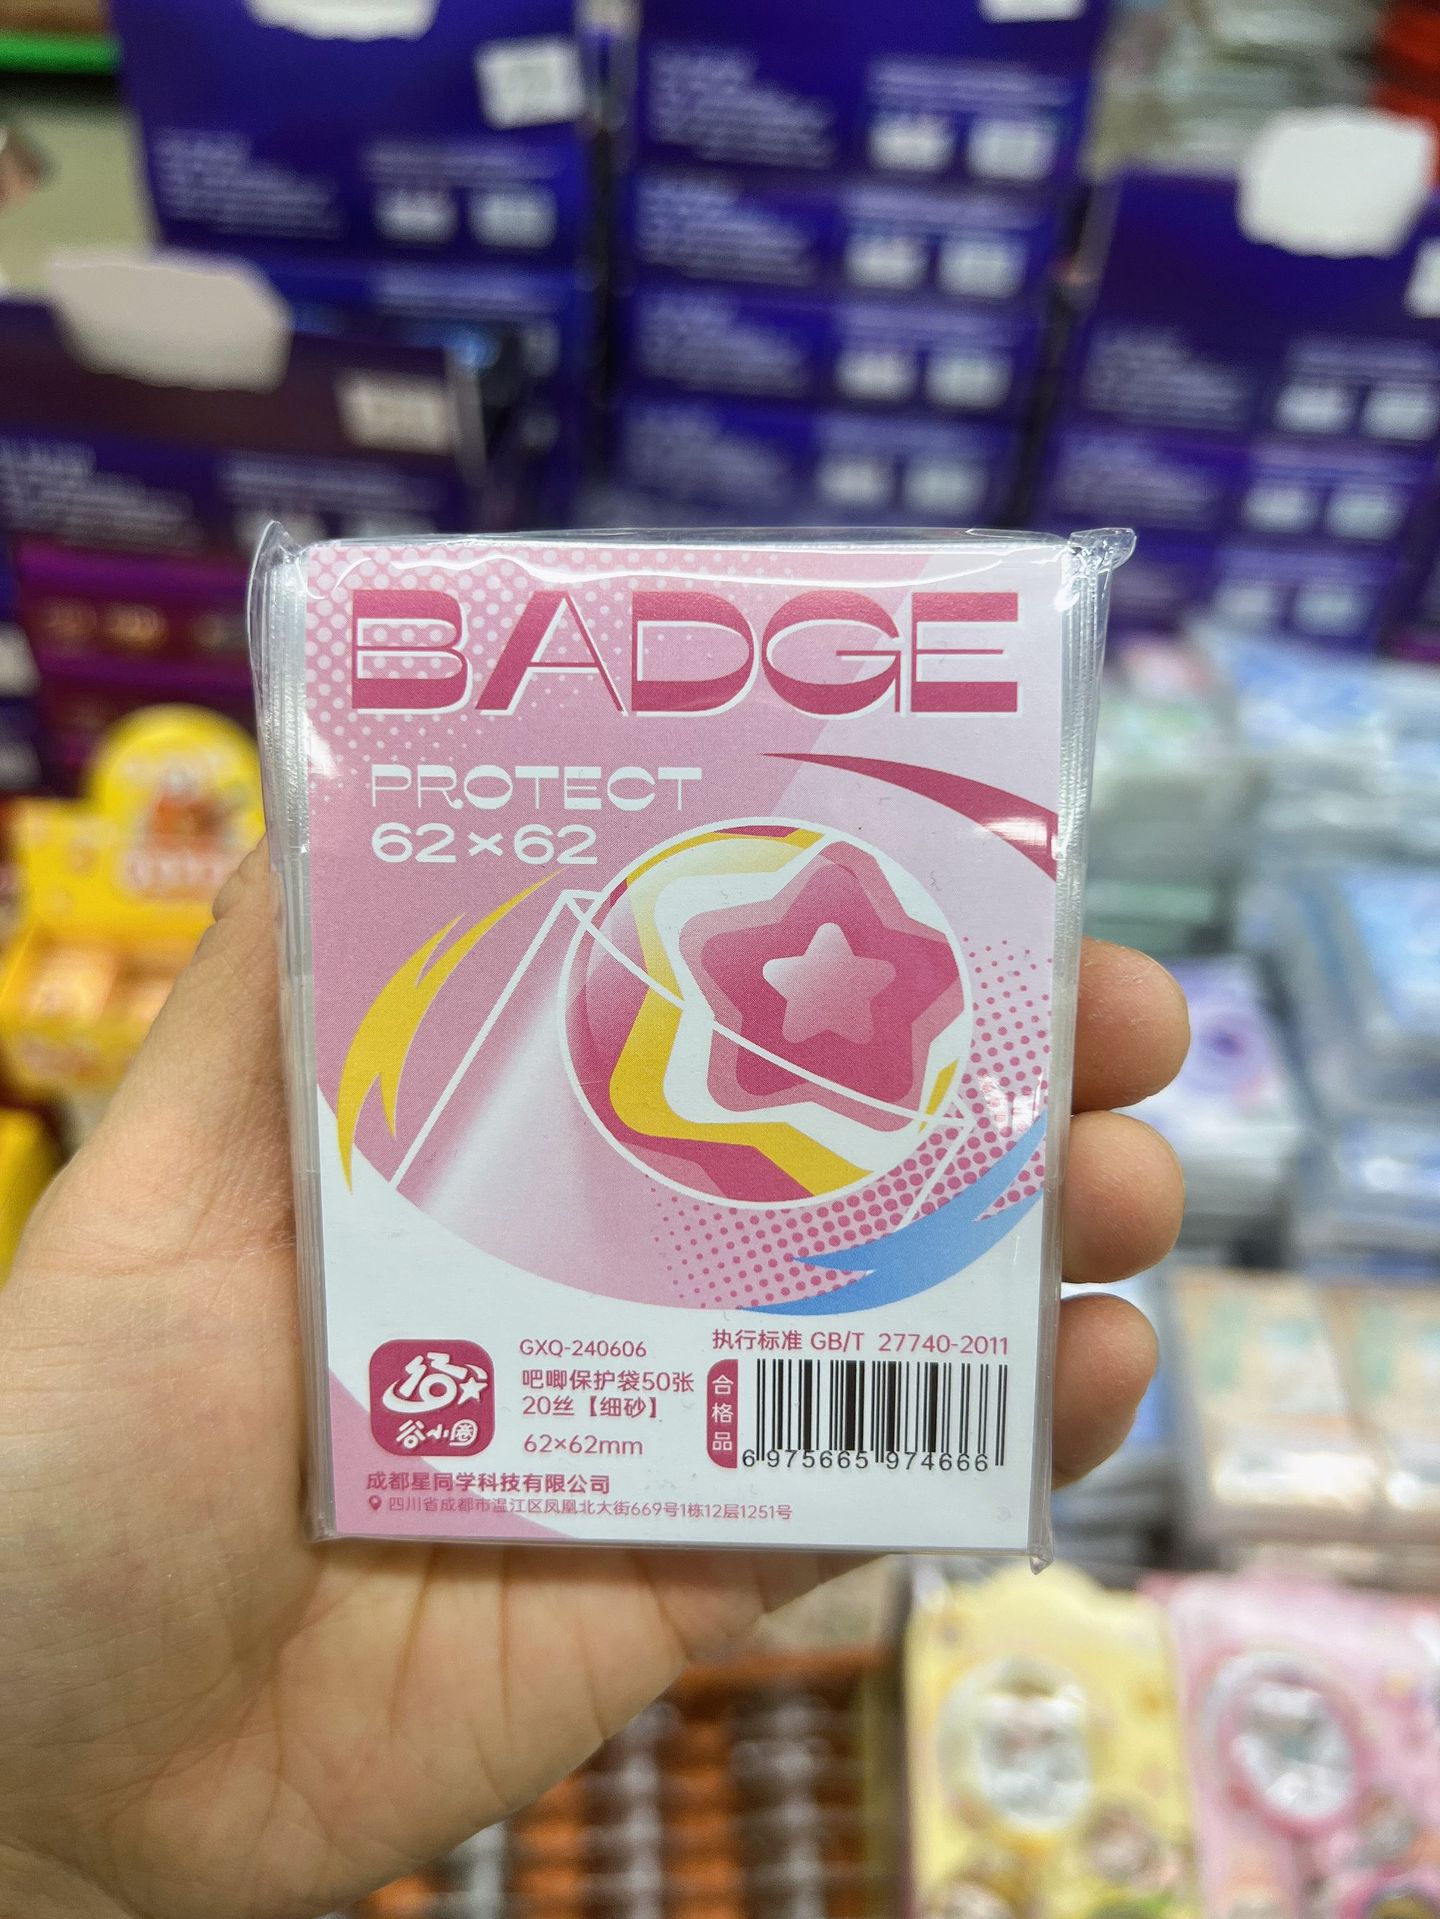 BADGE
PROTECT
62×62
GXQ-240606
吧唧保护袋50张
20丝【细砂】
62×62mm
执行标准 GB/T 27740-2011
合格品
6 975665 974666
谷小圈
成都星同学科技有限公司
四川省成都市温江区凤凰北大街669号1栋12层1251号